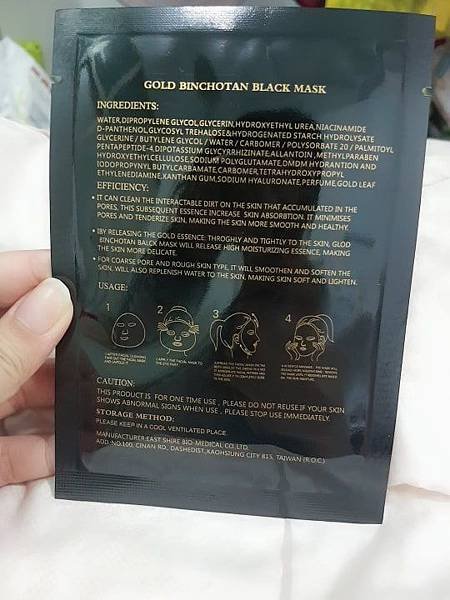 GOLD BINCHOTAN BLACK MASK
INGREDIENTS:
WATER,DIPROPYLENE GLYCOL,GLYCERIN,HYDROXYETHYL UREA,NIACINAMIDE
D-PANTHENOL,GLYCOSYL TREHALOSE&HYDROGENATED STARCH HYDROLYSATE
GLYCERINE / BUTYLENE GLYCOL / WATER / CARBOMER / POLYSORBATE 20 / PALMITOYL
PENTAPEPTIDE-4,DIPOTASSIUM GLYCYRRHIZINATE,ALLANTOIN ,METHYLPARABEN
HYDROXYETHYLCELLULOSE,SODIUM POLYGLUTAMATE,DMDM HYDRANTION AND
IODOPROPYNYL BUTYLCARBAMATE,CARBOMER,TETRAHYDROXYPROPYL
ETHYLENEDIAMINE,XANTHAN GUM,SODIUM HYALURONATE,PERFUME,GOLD LEAF
EFFICIENCY:
• IT CAN CLEAN THE INTERACTABLE DIRT ON THE SKIN THAT ACCUMULATED IN THE
PORES, THIS SUBSEQUENT ESSENCE INCREASE SKIN ABSORBTION. IT MINIMISES
PORES AND TENDERIZE SKIN, MAKING THE SKIN MORE SMOOTH AND HEALTHY.
• IBY RELEASING THE GOLD ESSENCE: THROGHLY AND TIGHTLY TO THE SKIN, GLOD
BINCHOTAN BALCK MASK WILL RELEASE HIGH MOISTURIZING ESSENCE, MAKING
THE SKIN MORE DELICATE.
• FOR COARSE PORE AND ROUGH SKIN TYPE, IT WILL SMOOTHEN AND SOFTEN THE
SKIN, WILL ALSO REPLENISH WATER TO THE SKIN, MAKING SKIN SOFT AND LIGHTEN.
USAGE:
1 2 3 4
CAUTION:
THIS PRODUCT IS FOR ONE TIME USE , PLEASE DO NOT REUSE.IF YOUR SKIN
SHOWS ABNORMAL SIGNS WHEN USE , PLEASE STOP USE IMMEDIATELY.
STORAGE METHOD:
PLEASE KEEP IN A COOL VENTILATED PLACE.
MANUFACTURER:EAST SHIRE BIO-MEDICAL CO.,LTD.
ADD:NO.100, CINAN RD., DASHEDIST.,KAOHSIUNG CITY 815, TAIWAN (R.O.C.)